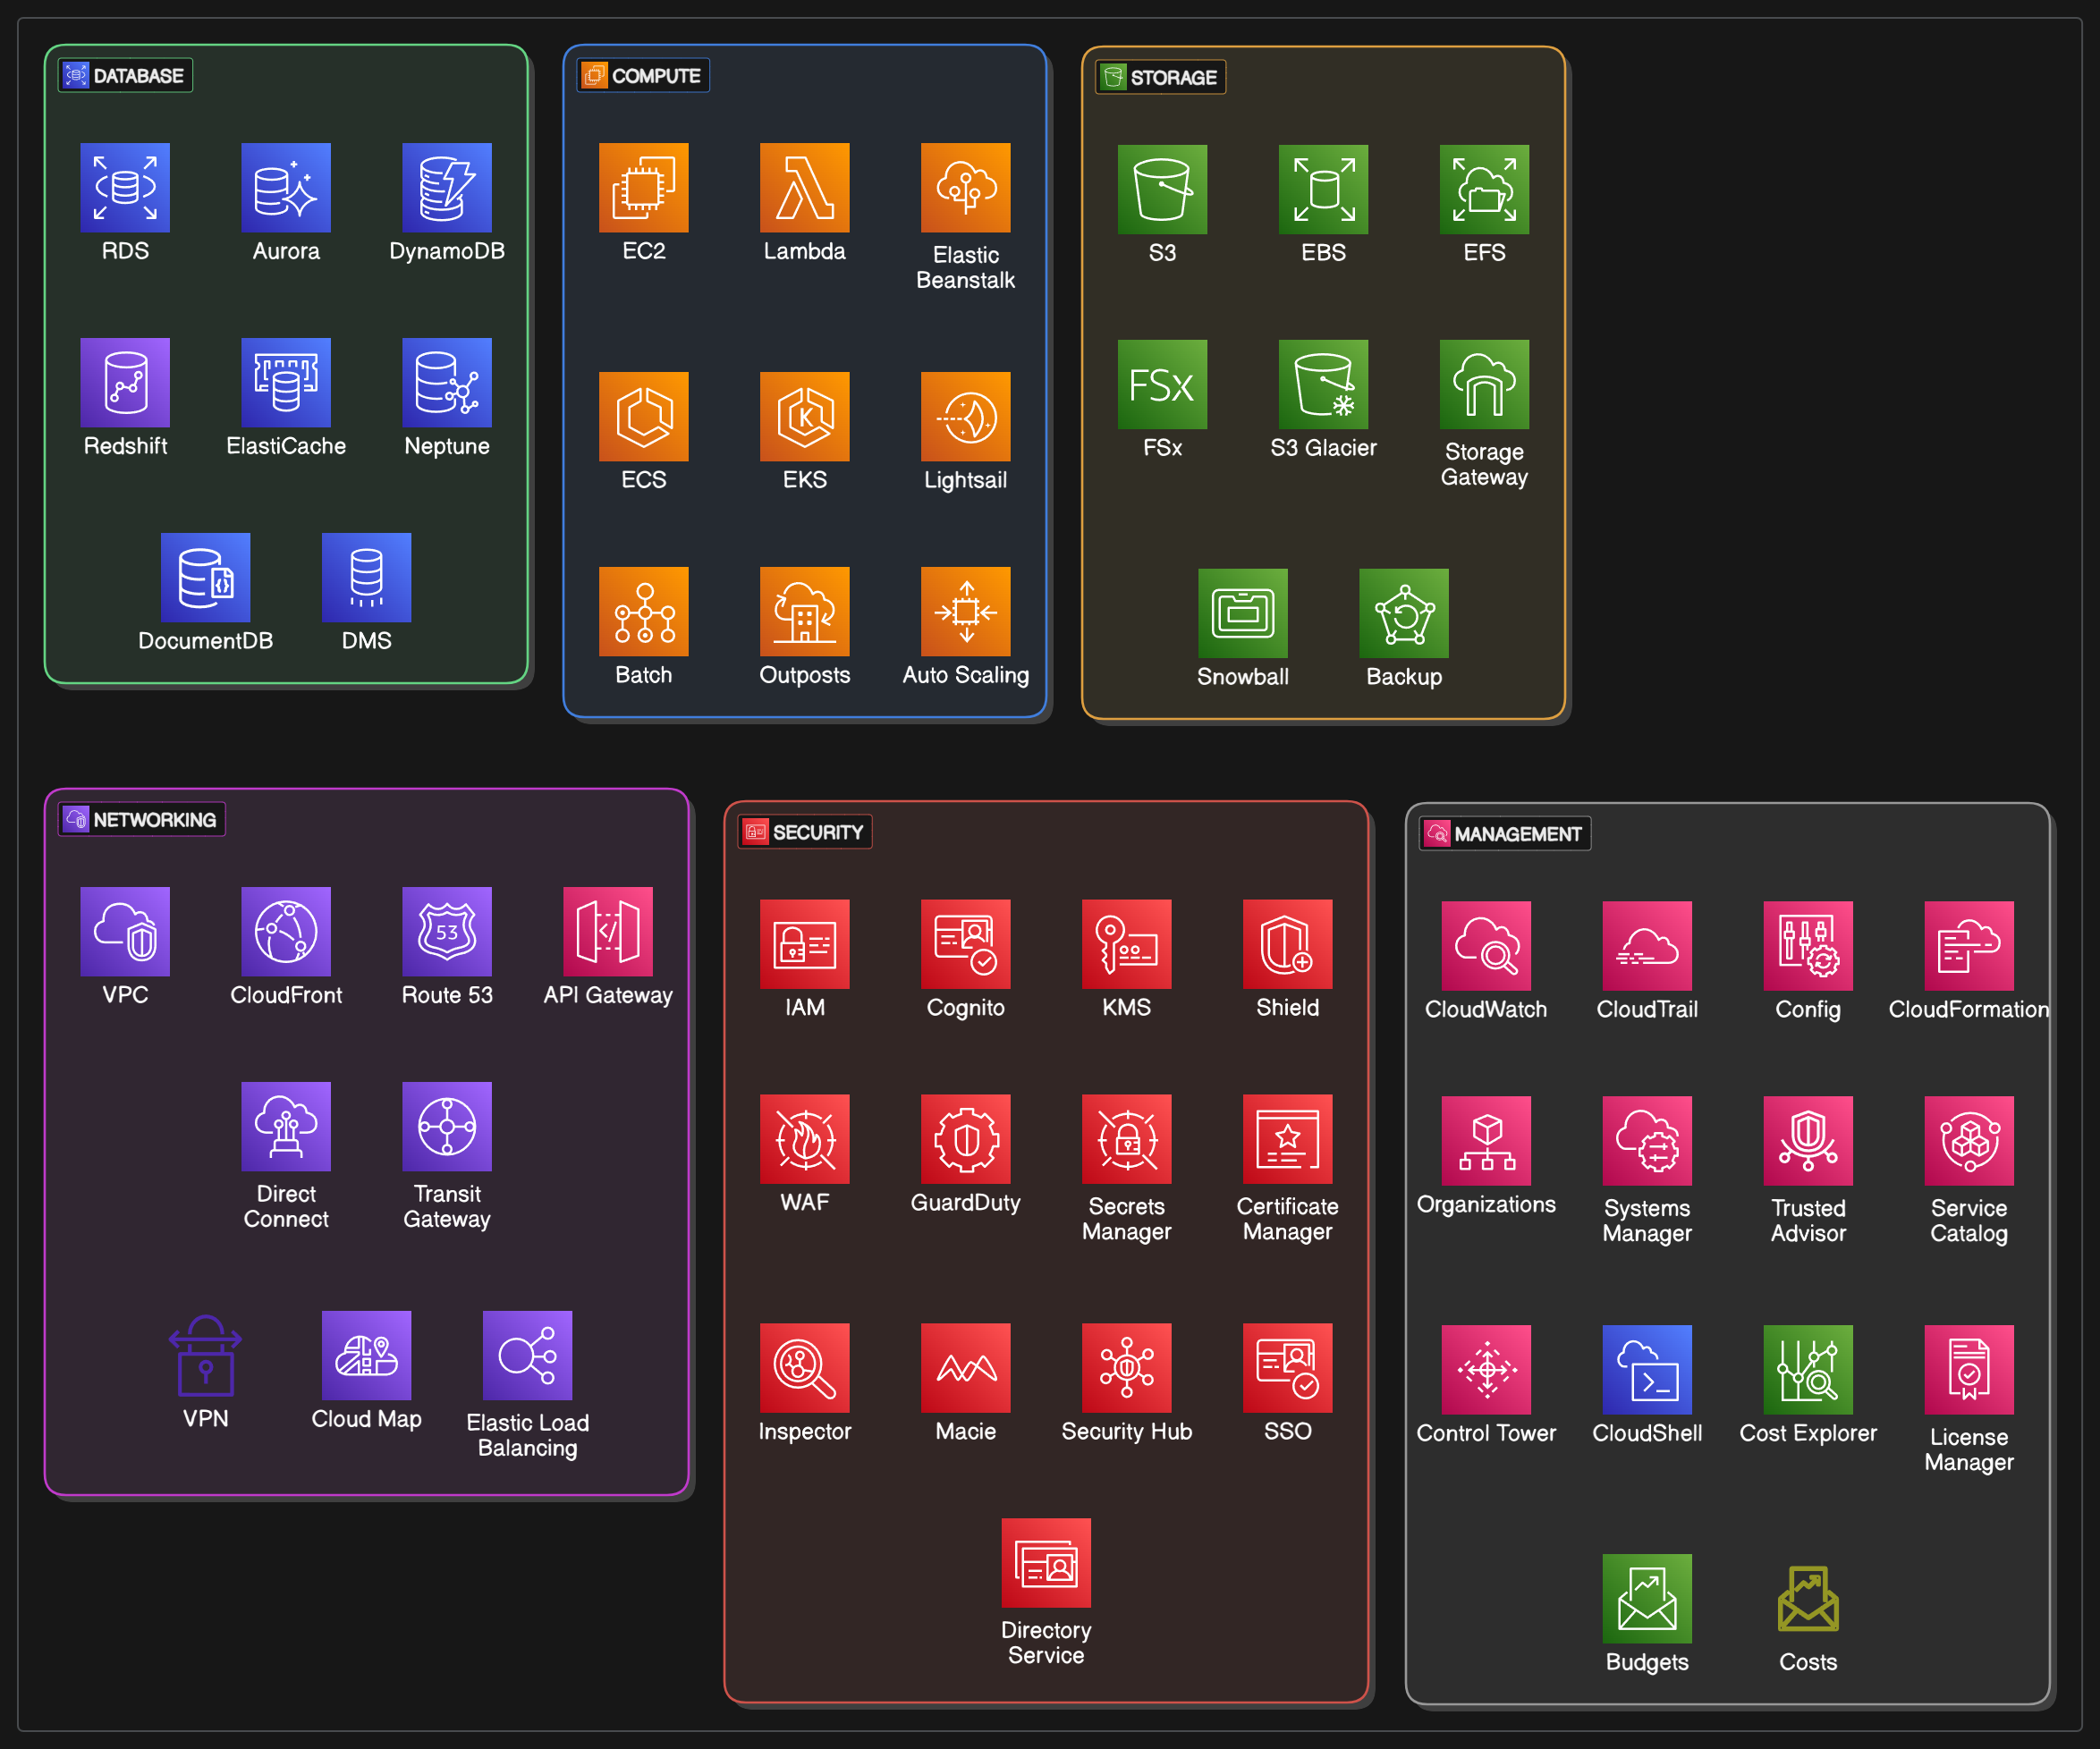 DATABASE
RDS
Aurora
DynamoDB
Redshift
ElastiCache
Neptune
DocumentDB
DMS
COMPUTE
EC2
Lambda
Elastic
Beanstalk
ECS
K
EKS
Lightsail
Batch
Outposts
Auto Scaling
STORAGE
S3
EBS
EFS
FSx
FSx
S3 Glacier
Storage
Gateway
Snowball
Backup
NETWORKING
VPC
CloudFront
53
Route 53
</>
API Gateway
Direct
Connect
Transit
Gateway
VPN
Cloud Map
Elastic Load
Balancing
SECURITY
IAM
Cognito
KMS
Shield
WAF
GuardDuty
Secrets
Manager
Certificate
Manager
Inspector
Macie
Security Hub
SSO
Directory
Service
MANAGEMENT
CloudWatch
CloudTrail
Config
CloudFormation
Organizations
Systems
Manager
Trusted
Advisor
Service
Catalog
Control Tower
CloudShell
Cost Explorer
License
Manager
Budgets
Costs